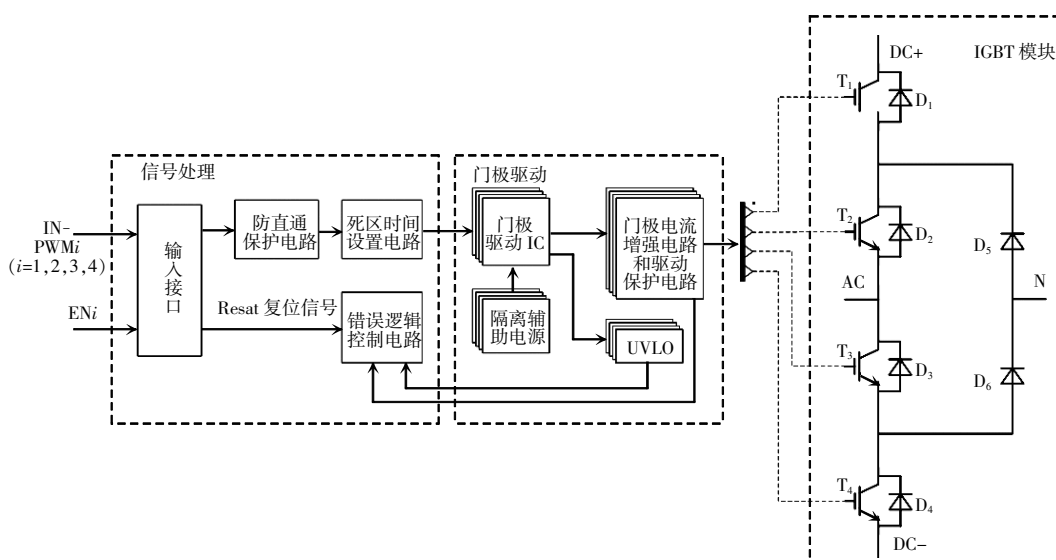 DC+
IGBT 模块
T1
D1
信号处理
门极驱动
IN-
PWMi
(i=1,2,3,4)
输入接口
防直通
保护电路
死区时间
设置电路
门极
驱动 IC
门极电流
增强电路
和驱动
保护电路
T2
D2
D5
AC
N
ENi
Resat 复位信号
错误逻辑
控制电路
隔离辅
助电源
UVLO
T3
D3
D6
T4
D4
DC-